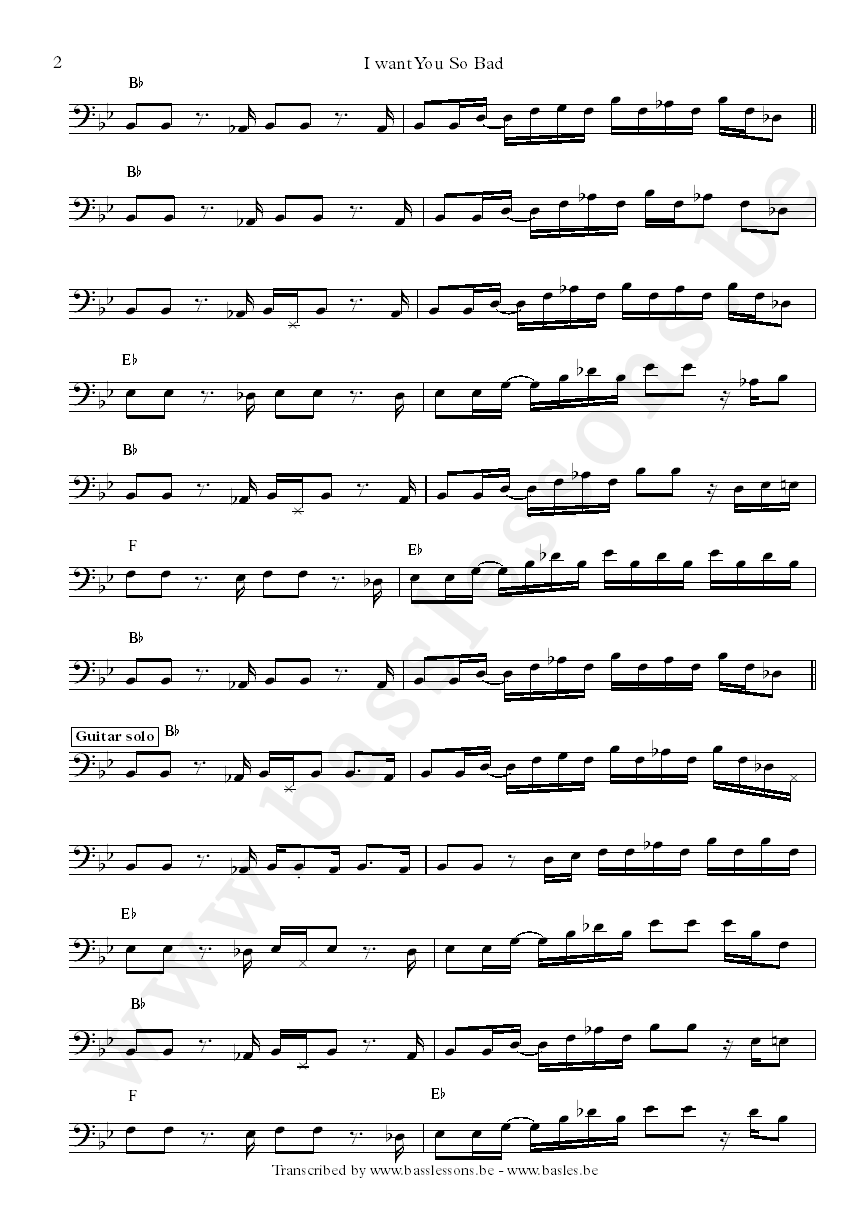 2
I want You So Bad
B♭
B♭
E♭
B♭
F E♭
B♭
Guitar solo B♭
E♭
B♭
F E♭
Transcribed by www.basslessons.be - www.basles.be
www.basslessons.be